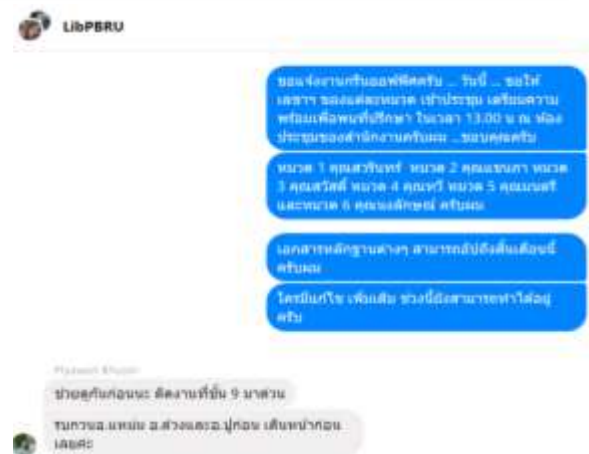 LibPBRU
ขอแจ้งงานกรีนออฟฟิศครับ ... วันนี้ ... ขอให้
เลขาฯ ของแต่ละหมวด เข้าประชุม เตรียมความ
พร้อมเพื่อพบที่ปรึกษา ในเวลา 13.00 น ณ ห้อง
ประชุมของสำนักงานครับผม ...ขอบคุณครับ
หมวด 1 คุณสวรินทร์ หมวด 2 คุณแขนภา หมวด
3 คุณสวัสดิ์ หมวด 4 คุณทวี หมวด 5 คุณมนตรี
และหมวด 6 คุณนงลักษณ์ ครับผม
เอกสารหลักฐานต่างๆ สามารถอัปถึงสิ้นเดือนนี้
ครับผม
ใครมีแก้ไข เพิ่มเติม ช่วงนี้ยังสามารถทำได้อยู่
ครับ
ช่วยดูกันก่อนนะ ติดงานที่ชั้น 9 มาด่วน
รบกวนอ.แหม่ม อ.ด่วงและอ.ปูก่อน เดินหน้าก่อน
เลยคะ